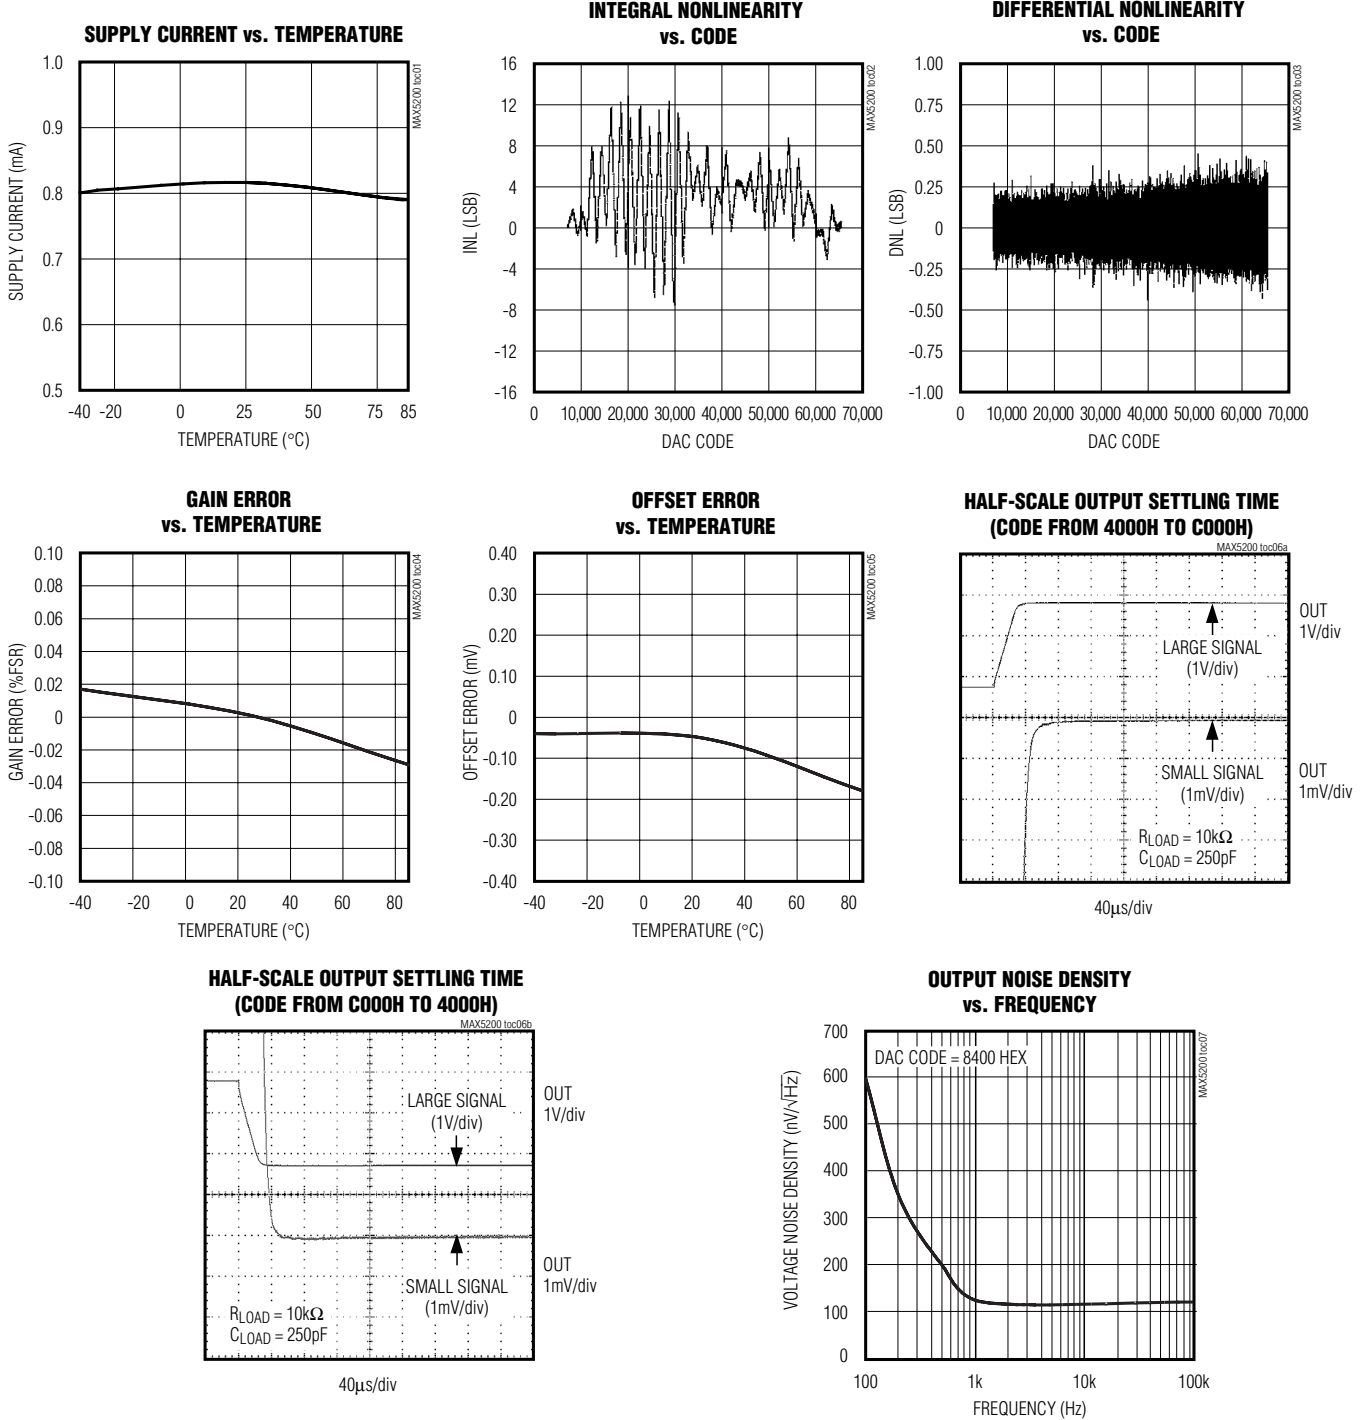 SUPPLY CURRENT vs. TEMPERATURE
MAX5200 toc01
SUPPLY CURRENT (mA)
1.0
0.9
0.8
0.7
0.6
0.5
-40 -20 0 25 50 75 85
TEMPERATURE (°C)
INTEGRAL NONLINEARITY
vs. CODE
MAX5200 toc02
INL (LSB)
16
12
8
4
0
-4
-8
-12
-16
0 10,000 20,000 30,000 40,000 50,000 60,000 70,000
DAC CODE
DIFFERENTIAL NONLINEARITY
vs. CODE
MAX5200 toc03
DNL (LSB)
1.00
0.75
0.50
0.25
0
-0.25
-0.50
-0.75
-1.00
0 10,000 20,000 30,000 40,000 50,000 60,000 70,000
DAC CODE
GAIN ERROR
vs. TEMPERATURE
MAX5200 toc04
GAIN ERROR (%FSR)
0.10
0.08
0.06
0.04
0.02
0
-0.02
-0.04
-0.06
-0.08
-0.10
-40 -20 0 20 40 60 80
TEMPERATURE (°C)
OFFSET ERROR
vs. TEMPERATURE
MAX5200 toc05
OFFSET ERROR (mV)
0.40
0.30
0.20
0.10
0
-0.10
-0.20
-0.30
-0.40
-40 -20 0 20 40 60 80
TEMPERATURE (°C)
HALF-SCALE OUTPUT SETTLING TIME
(CODE FROM 4000H TO C000H)
MAX5200 toc06a
OUT
1V/div
LARGE SIGNAL
(1V/div)
SMALL SIGNAL
(1mV/div)
OUT
1mV/div
RLOAD = 10kΩ
CLOAD = 250pF
40µs/div
HALF-SCALE OUTPUT SETTLING TIME
(CODE FROM C000H TO 4000H)
MAX5200 toc06b
LARGE SIGNAL
(1V/div)
OUT
1V/div
SMALL SIGNAL
(1mV/div)
OUT
1mV/div
RLOAD = 10kΩ
CLOAD = 250pF
40µs/div
OUTPUT NOISE DENSITY
vs. FREQUENCY
MAX5200 toc07
DAC CODE = 8400 HEX
VOLTAGE NOISE DENSITY (nV/√Hz)
700
600
500
400
300
200
100
0
100 1k 10k 100k
FREQUENCY (Hz)